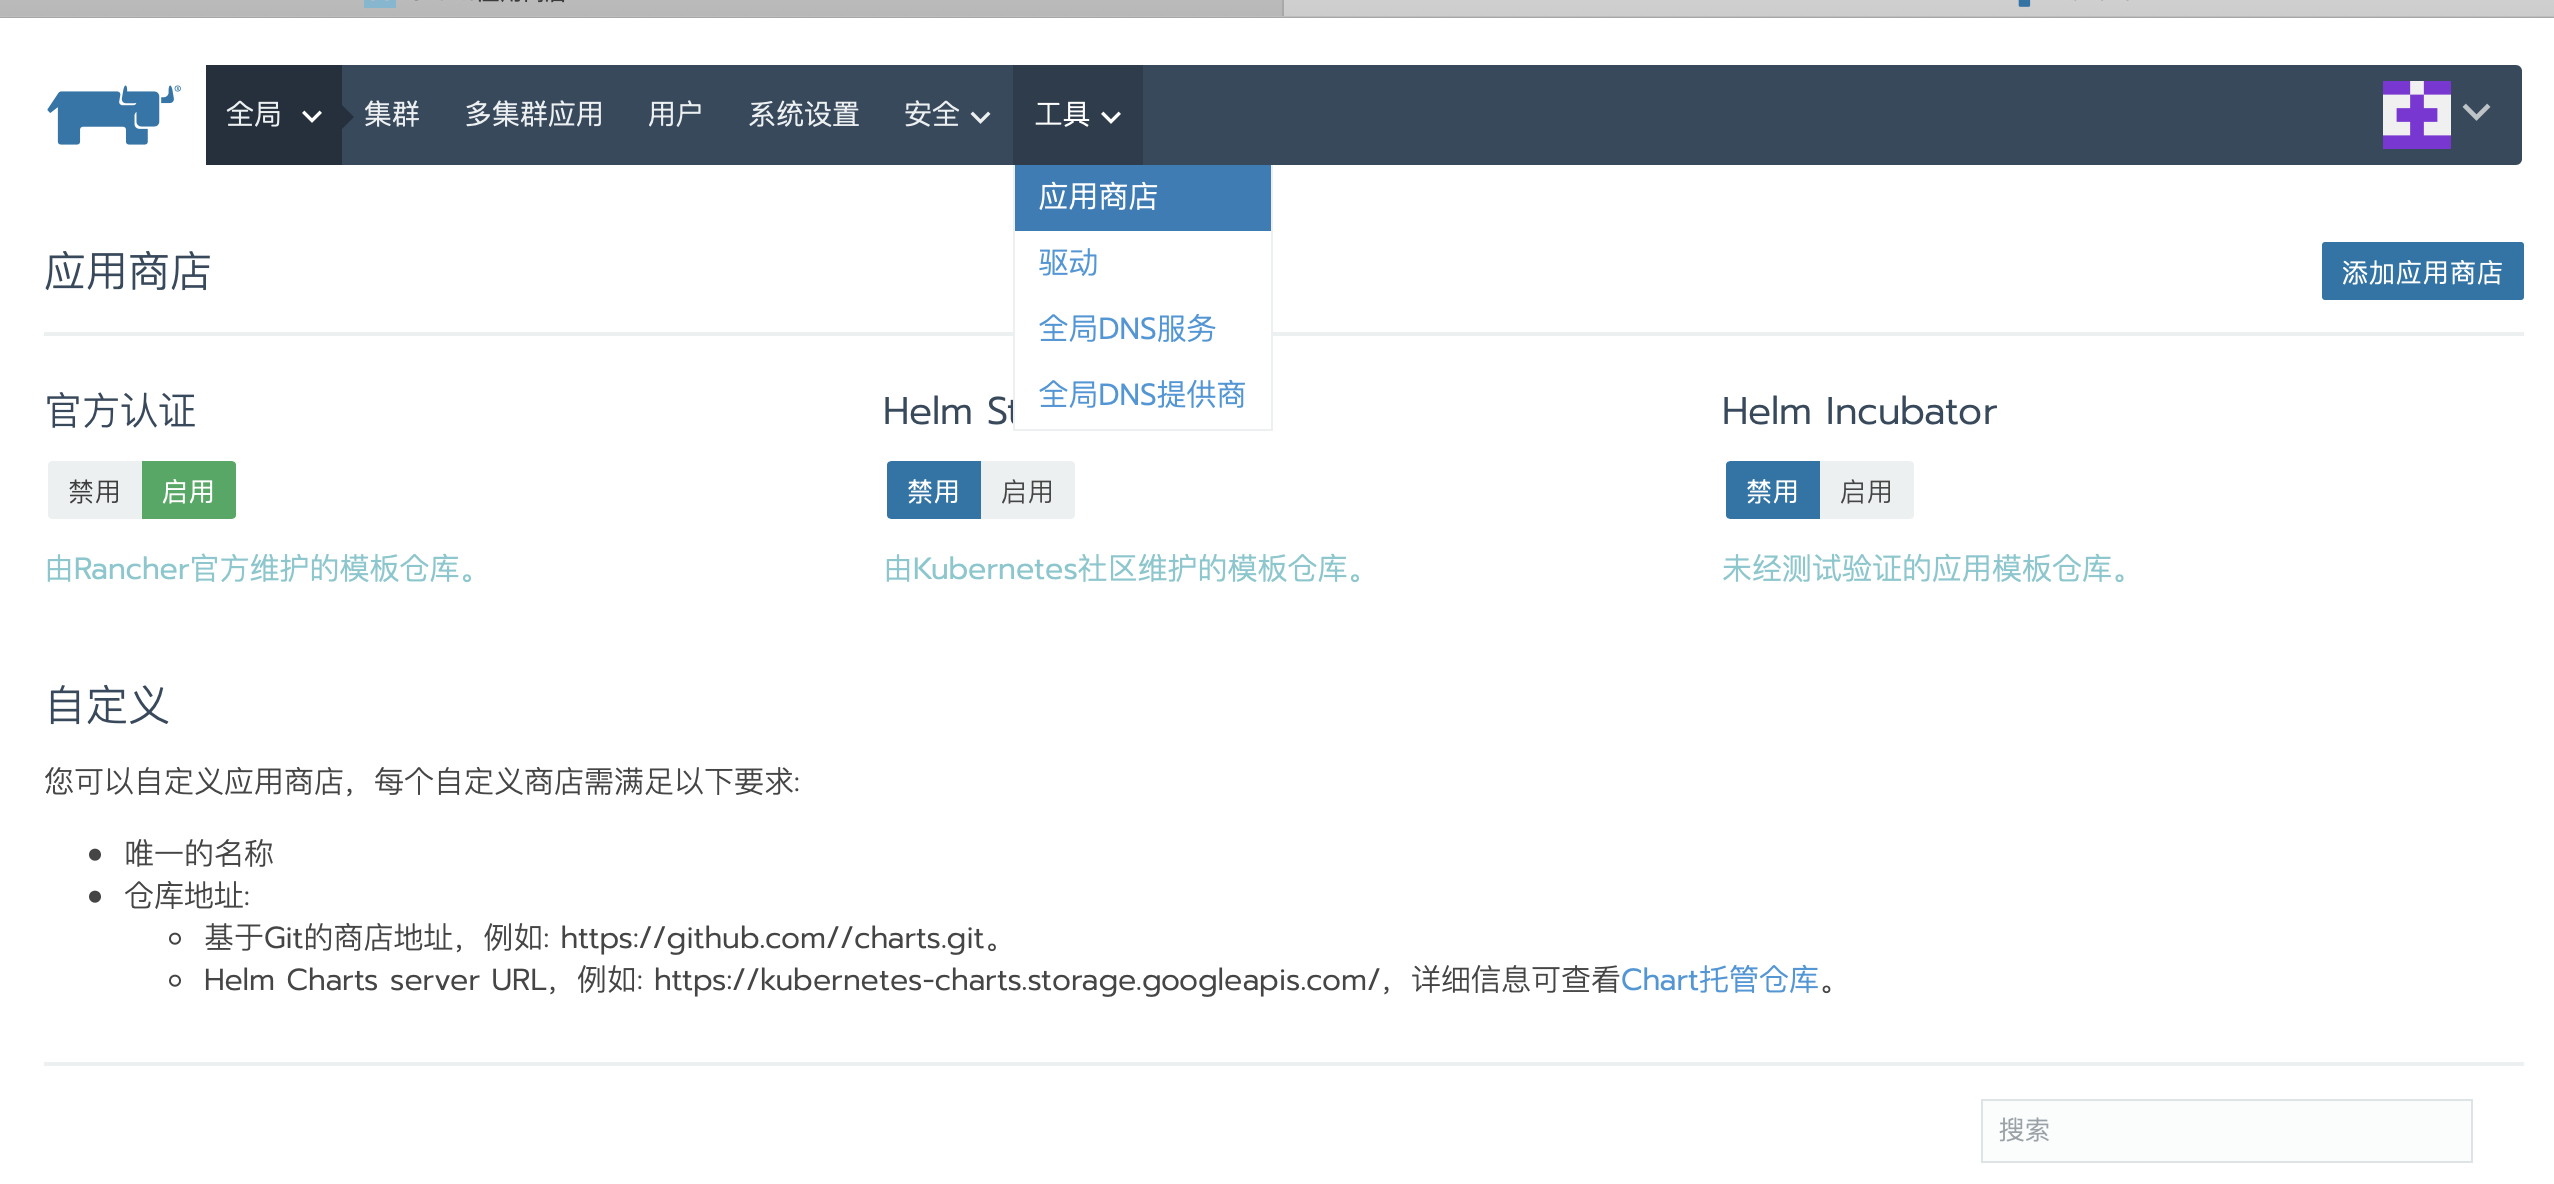 全局 集群 多集群应用 用户 系统设置 安全 工具
应用商店
驱动
全局DNS服务
全局DNS提供商
应用商店
添加应用商店
官方认证
禁用 启用
由Rancher官方维护的模板仓库。
Helm
禁用 启用
由Kubernetes社区维护的模板仓库。
Helm Incubator
禁用 启用
未经测试验证的应用模板仓库。
自定义
您可以自定义应用商店，每个自定义商店需满足以下要求:
唯一的名称
仓库地址:
基于Git的商店地址，例如: https://github.com//charts.git。
Helm Charts server URL，例如: https://kubernetes-charts.storage.googleapis.com/，详细信息可查看Chart托管仓库。
搜索